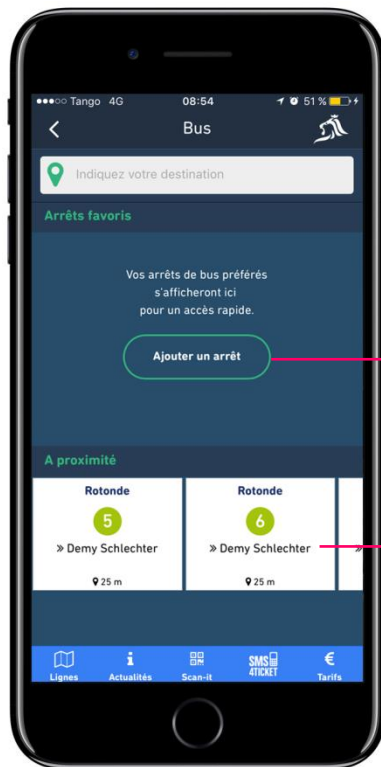 Tango 4G 08:54 51 %
Bus
Indiquez votre destination
Arrêts favoris
Vos arrêts de bus préférés
s'afficheront ici
pour un accès rapide.
Ajouter un arrêt
A proximité
Rotonde Rotonde
5 6
» Demy Schlechter » Demy Schlechter »
25 m 25 m
SMS
4TICKET
Lignes Actualités Scan-it € Tarifs